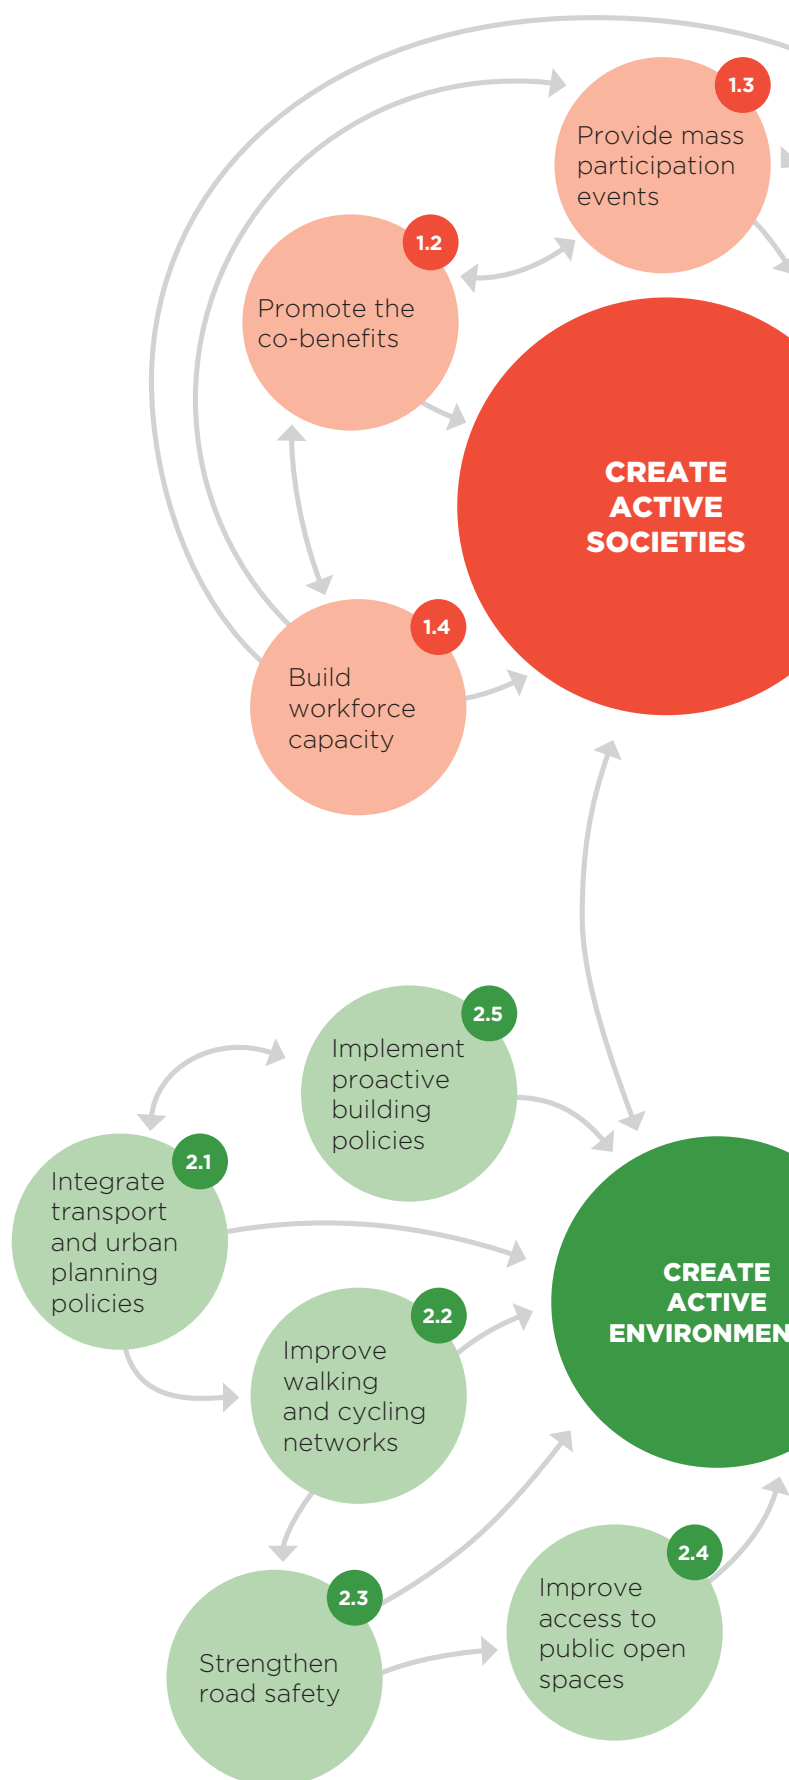 1.3
Provide mass
participation
events
1.2
Promote the
co-benefits
CREATE
ACTIVE
SOCIETIES
1.4
Build
workforce
capacity
2.5
Implement
proactive
building
policies
2.1
Integrate
transport
and urban
planning
policies
CREATE
ACTIVE
ENVIRONMEN
2.2
Improve
walking
and cycling
networks
2.4
Improve
access to
public open
spaces
2.3
Strengthen
road safety